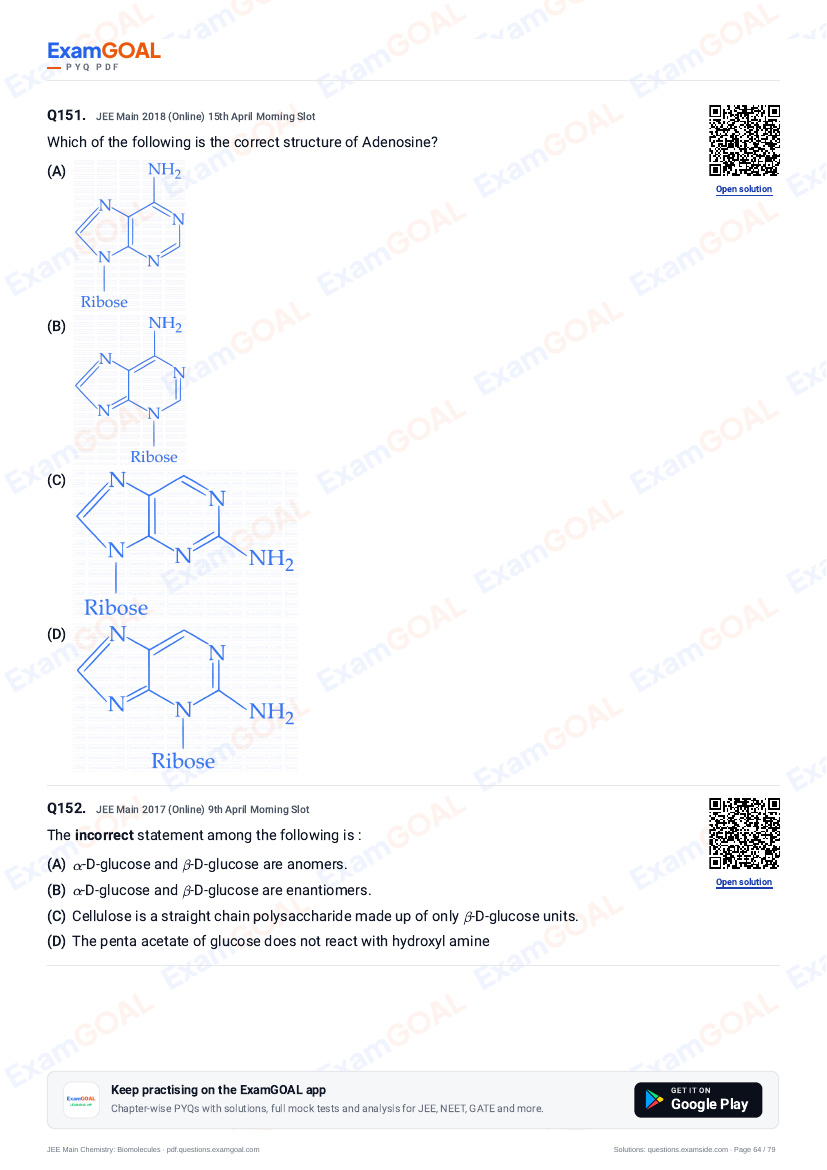 ExamGOAL
PYQ PDF
Q151. JEE Main 2018 (Online) 15th April Morning Slot
Which of the following is the correct structure of Adenosine?
Open solution
(A)
NH2
N
N
N
N
Ribose
(B)
NH2
N
N
N
N
Ribose
(C)
N
N
N
N
NH2
Ribose
(D)
N
N
N
N
NH2
Ribose
Q152. JEE Main 2017 (Online) 9th April Morning Slot
The incorrect statement among the following is :
(A) α-D-glucose and β-D-glucose are anomers.
(B) α-D-glucose and β-D-glucose are enantiomers.
(C) Cellulose is a straight chain polysaccharide made up of only β-D-glucose units.
(D) The penta acetate of glucose does not react with hydroxyl amine
Open solution
Keep practising on the ExamGOAL app
Chapter-wise PYQs with solutions, full mock tests and analysis for JEE, NEET, GATE and more.
ExamGOAL
GET IT ON
Google Play
JEE Main Chemistry: Biomolecules · pdf.questions.examgoal.com
Solutions: questions.examside.com · Page 64 / 79